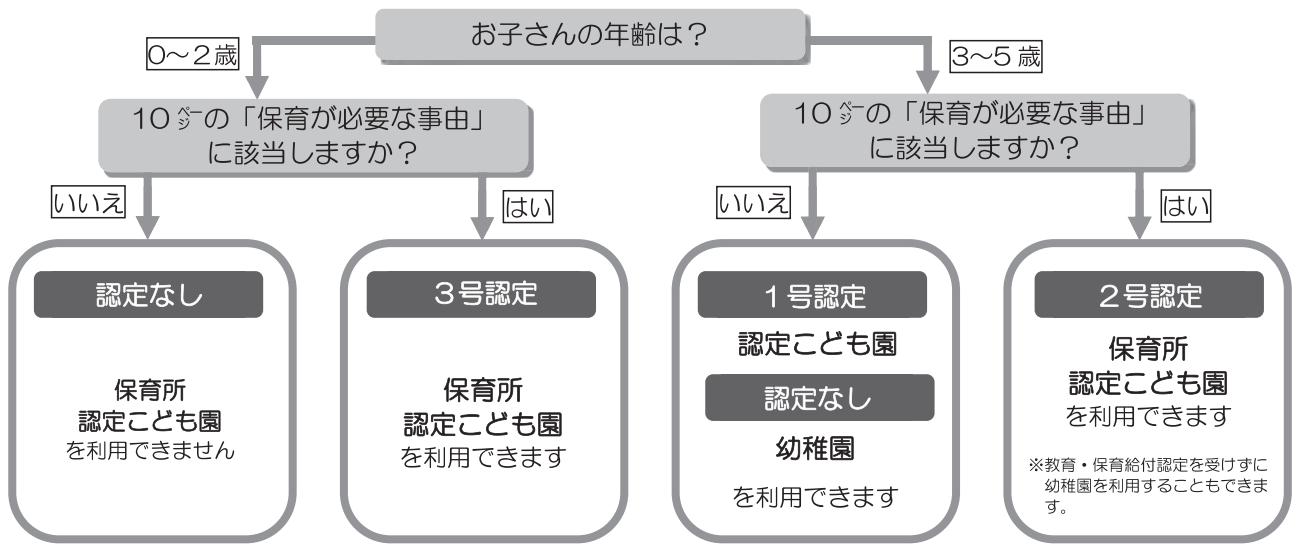 お子さんの年齢は？
0～2歳
3～5歳
10㌻の「保育が必要な事由」
に該当しますか？
いいえ
はい
10㌻の「保育が必要な事由」
に該当しますか？
いいえ
はい
認定なし
保育所
認定こども園
を利用できません
3号認定
保育所
認定こども園
を利用できます
1号認定
認定こども園
認定なし
幼稚園
を利用できます
2号認定
保育所
認定こども園
を利用できます
※教育・保育給付認定を受けずに
幼稚園を利用することもできま
す。